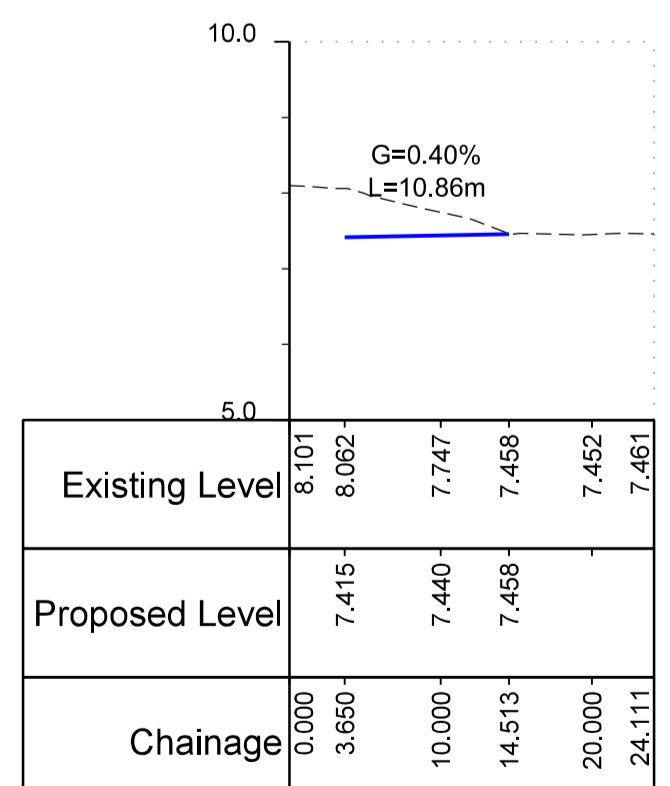 10.0
G=0.40%
L=10.86m
5.0
Existing Level 8.101 8.062 7.747 7.458 7.452 7.461
Proposed Level 7.415 7.440 7.458
Chainage 0.000 3.650 10.000 14.513 20.000 24.111